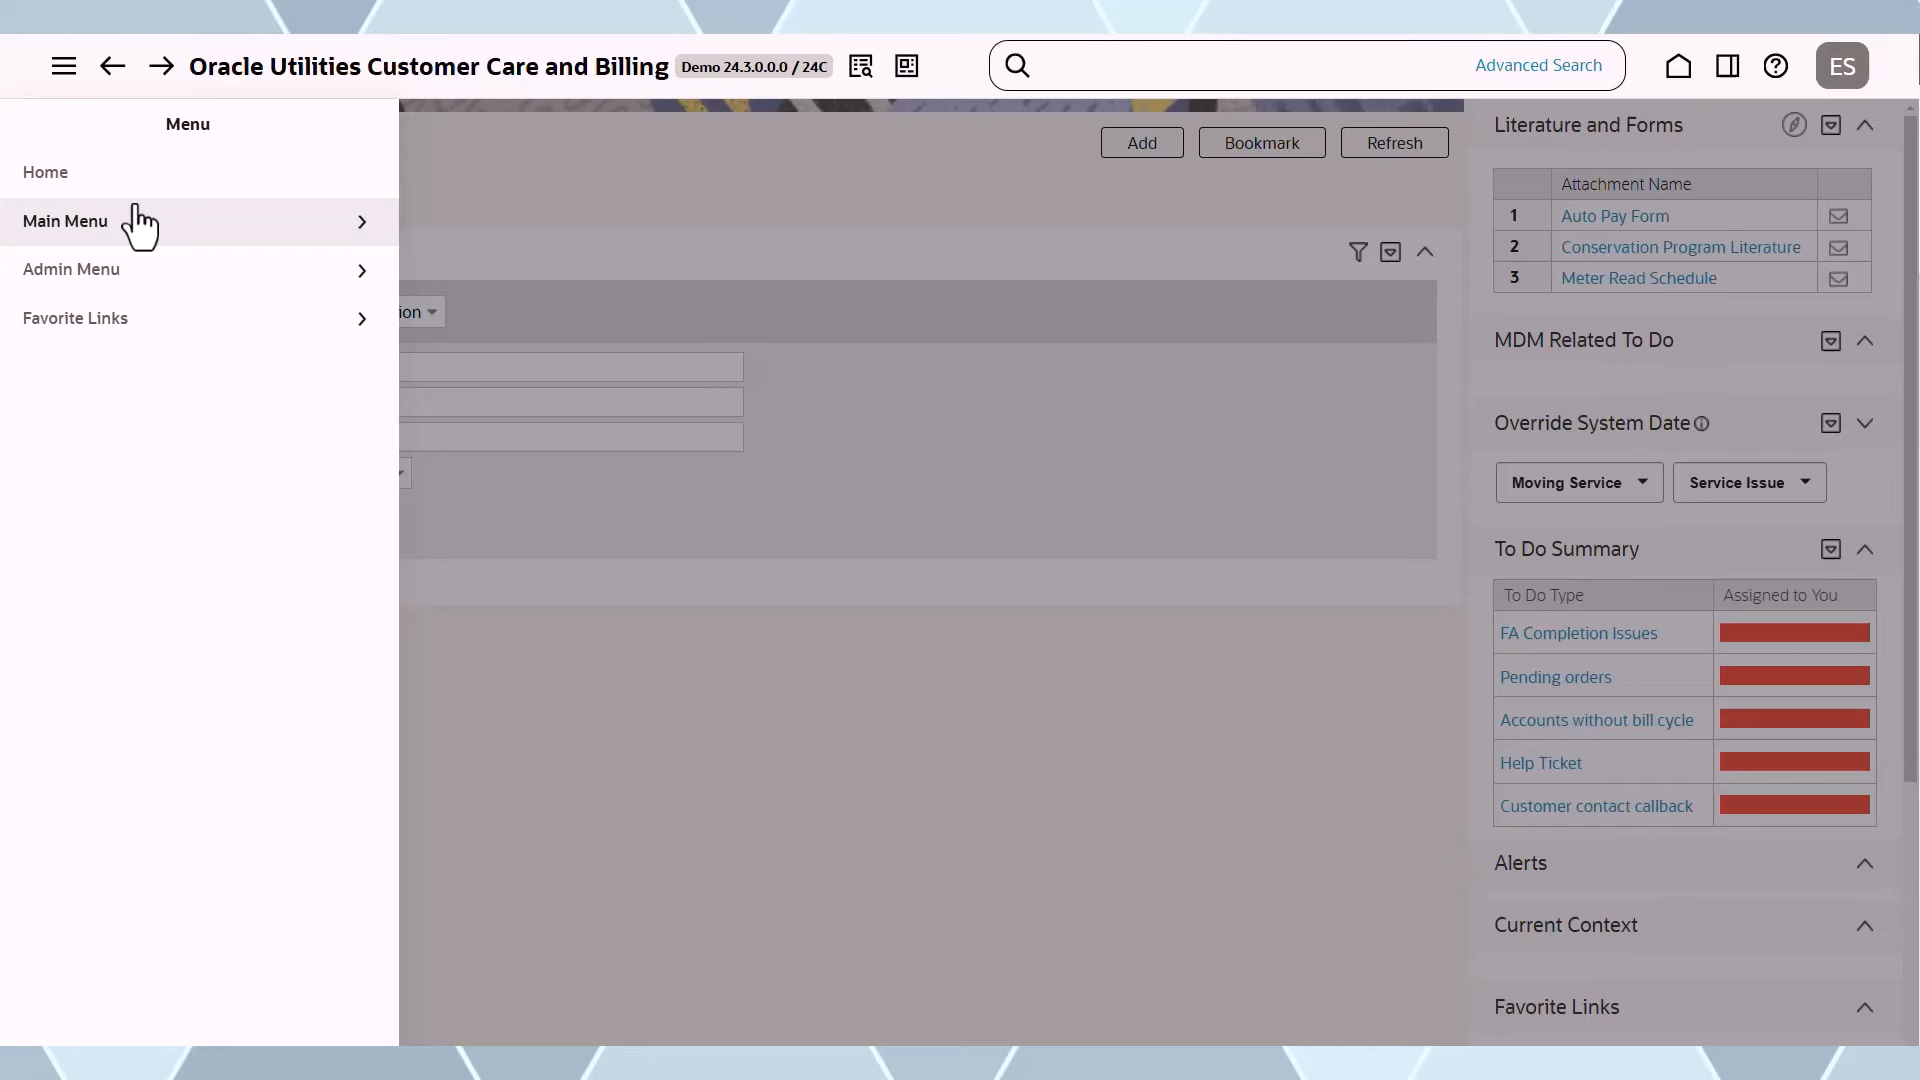 Oracle Utilities Customer Care and Billing Demo 24.3.0.0.0 / 24C Advanced Search ES
Menu
Home
Main Menu
Admin Menu
Favorite Links
Add Bookmark Refresh
ion
Literature and Forms
Attachment Name
1 Auto Pay Form
2 Conservation Program Literature
3 Meter Read Schedule
MDM Related To Do
Override System Date
Moving Service Service Issue
To Do Summary
To Do Type Assigned to You
FA Completion Issues
Pending orders
Accounts without bill cycle
Help Ticket
Customer contact callback
Alerts
Current Context
Favorite Links